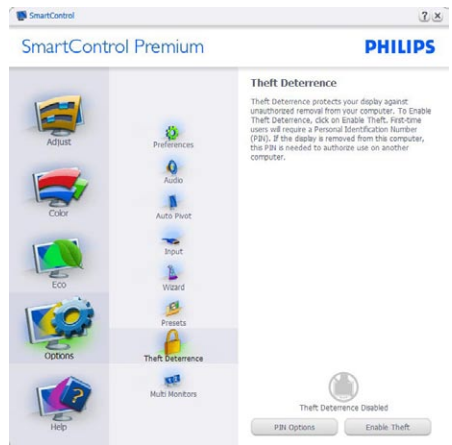 SmartControl
SmartControl Premium
PHILIPS
Adjust
Color
Eco
Options
Help
Preferences
Audio
Auto Pivot
Input
Wizard
Presets
Theft Deterrence
Multi Monitors
Theft Deterrence
Theft Deterrence protects your display against
unauthorized removal from your computer. To Enable
Theft Deterrence, click on Enable Theft. First-time
users will require a Personal Identification Number
(PIN). If the display is removed from this computer,
this PIN is needed to authorize use on another
computer.
Theft Deterrence Disabled
PIN Options
Enable Theft